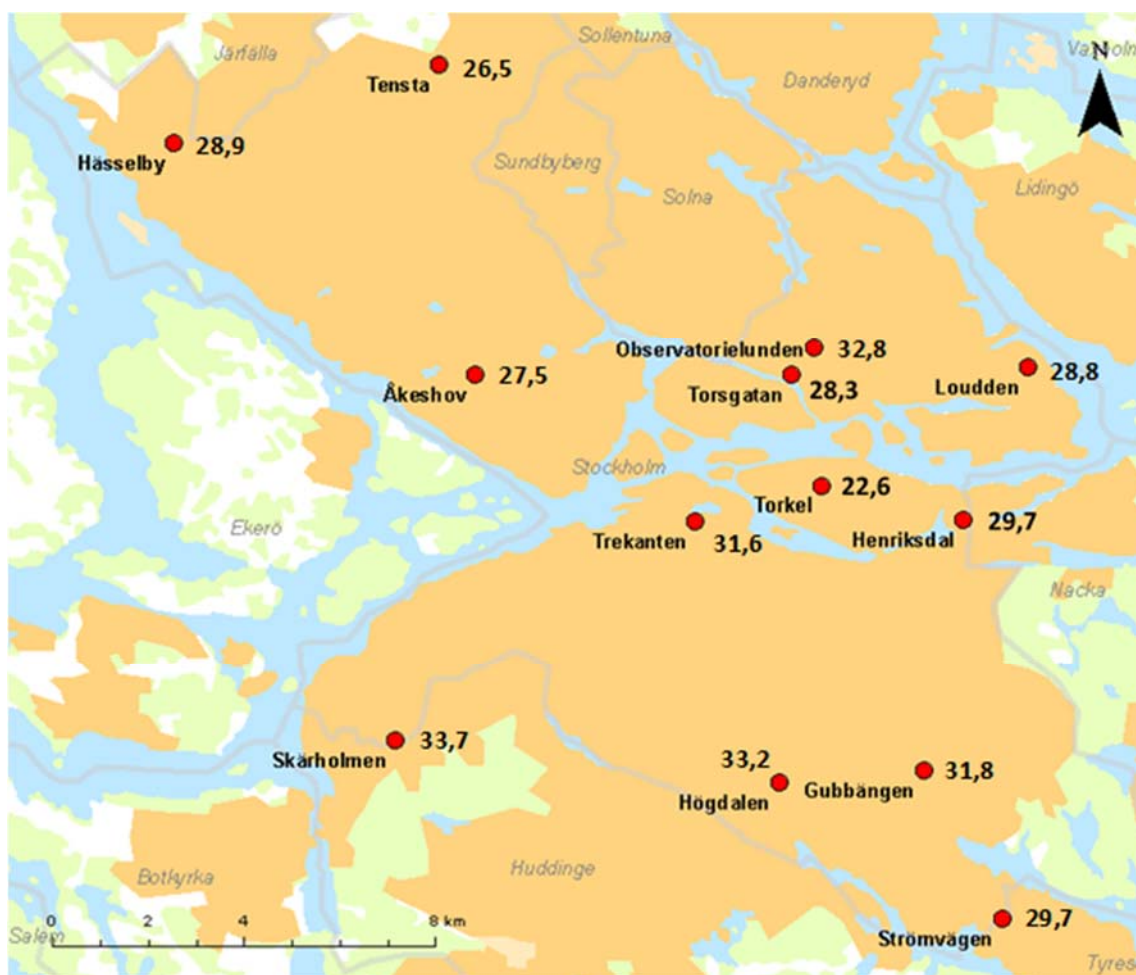 Järfälla
Sollentuna
Tensta
26,5
Danderyd
N
Hässelby
28,9
Sundbyberg
Solna
Lidingö
Observatorielunden
32,8
Åkeshov
27,5
Torsgatan
28,3
Loudden
28,8
Stockholm
Torkel
22,6
Ekerö
Trekanten
31,6
Henriksdal
29,7
Nacka
Skärholmen
33,7
33,2
Högdalen
Gubbängen
31,8
Botkyrka
Huddinge
0 2 4 8 km
Salem
Strömvägen
29,7
Tyres